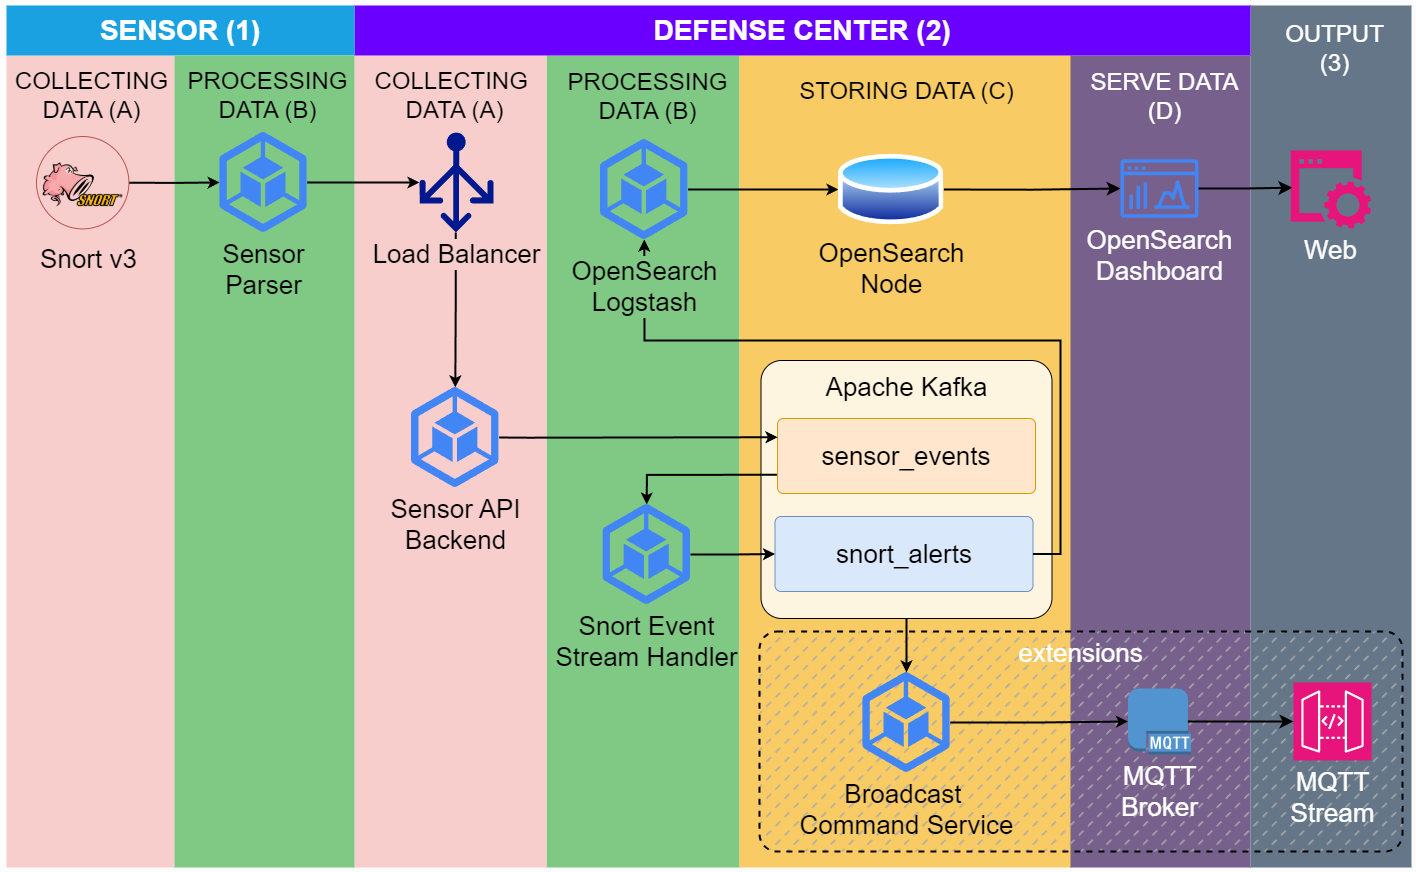 SENSOR (1)
DEFENSE CENTER (2)
OUTPUT
(3)
COLLECTING
DATA (A)
PROCESSING
DATA (B)
COLLECTING
DATA (A)
PROCESSING
DATA (B)
STORING DATA (C)
SERVE DATA
(D)
SNORT
Snort v3
Sensor
Parser
Load Balancer
OpenSearch
Logstash
OpenSearch
Node
OpenSearch
Dashboard
Web
Apache Kafka
sensor_events
snort_alerts
Sensor API
Backend
Snort Event
Stream Handler
extensions
Broadcast
Command Service
MQTT
MQTT
Broker
</>
MQTT
Stream